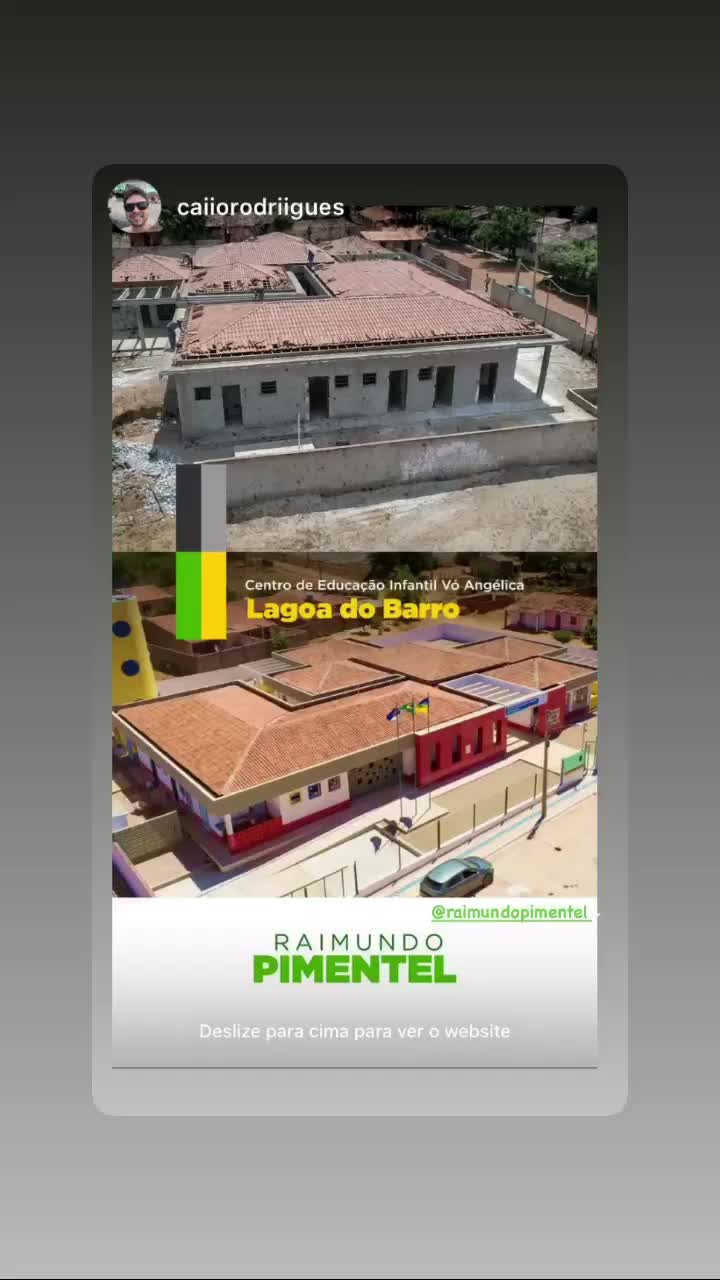 caiiorodriigues
Centro de Educação Infantil Vó Angélica
Lagoa do Barro
@raimundopimentel
RAIMUNDO
PIMENTEL
Deslize para cima para ver o website